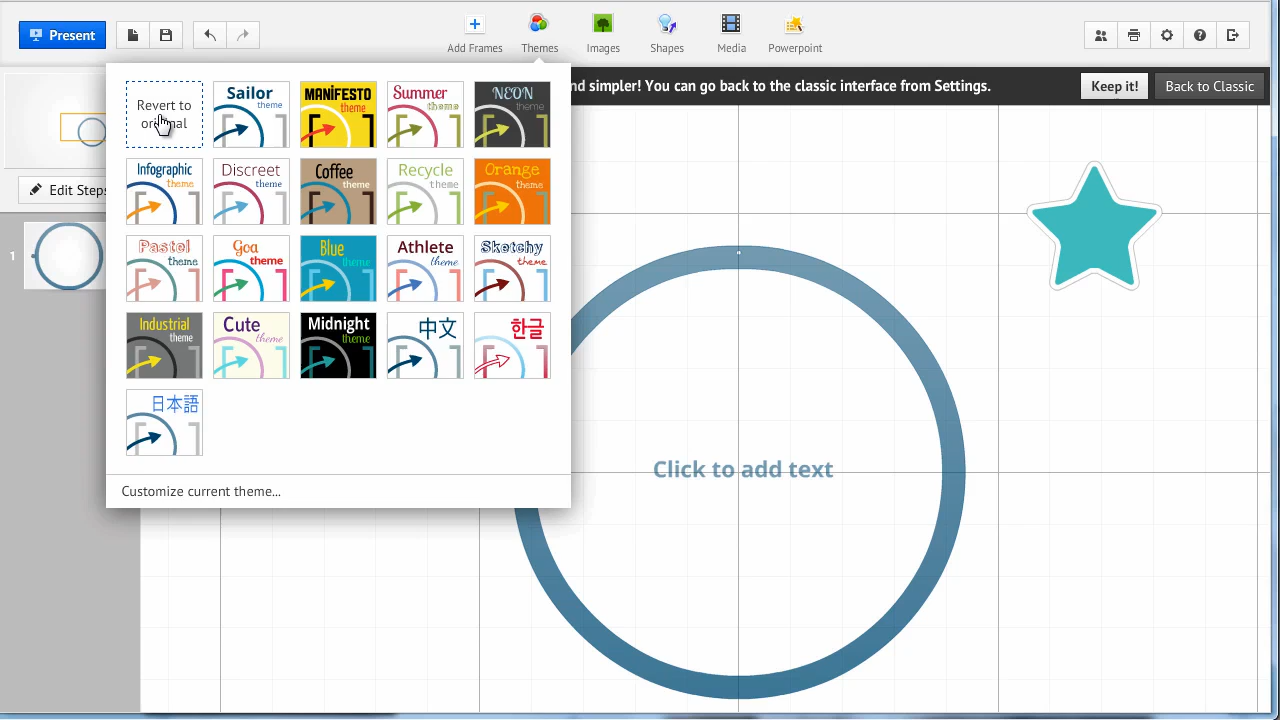 Present
Add Frames
Themes
Images
Shapes
Media
Powerpoint
nd simpler! You can go back to the classic interface from Settings.
Keep it!
Back to Classic
Revert to
original
Sailor
theme
MANIFESTO
theme
Summer
theme
NEON
theme
Infographic
theme
Discreet
theme
Coffee
theme
Recycle
theme
Orange
theme
Pastel
theme
Goa
theme
Blue
theme
Athlete
theme
Sketchy
theme
Industrial
theme
Cute
theme
Midnight
theme
中文
한글
日本語
Customize current theme...
Edit Steps
1
Click to add text